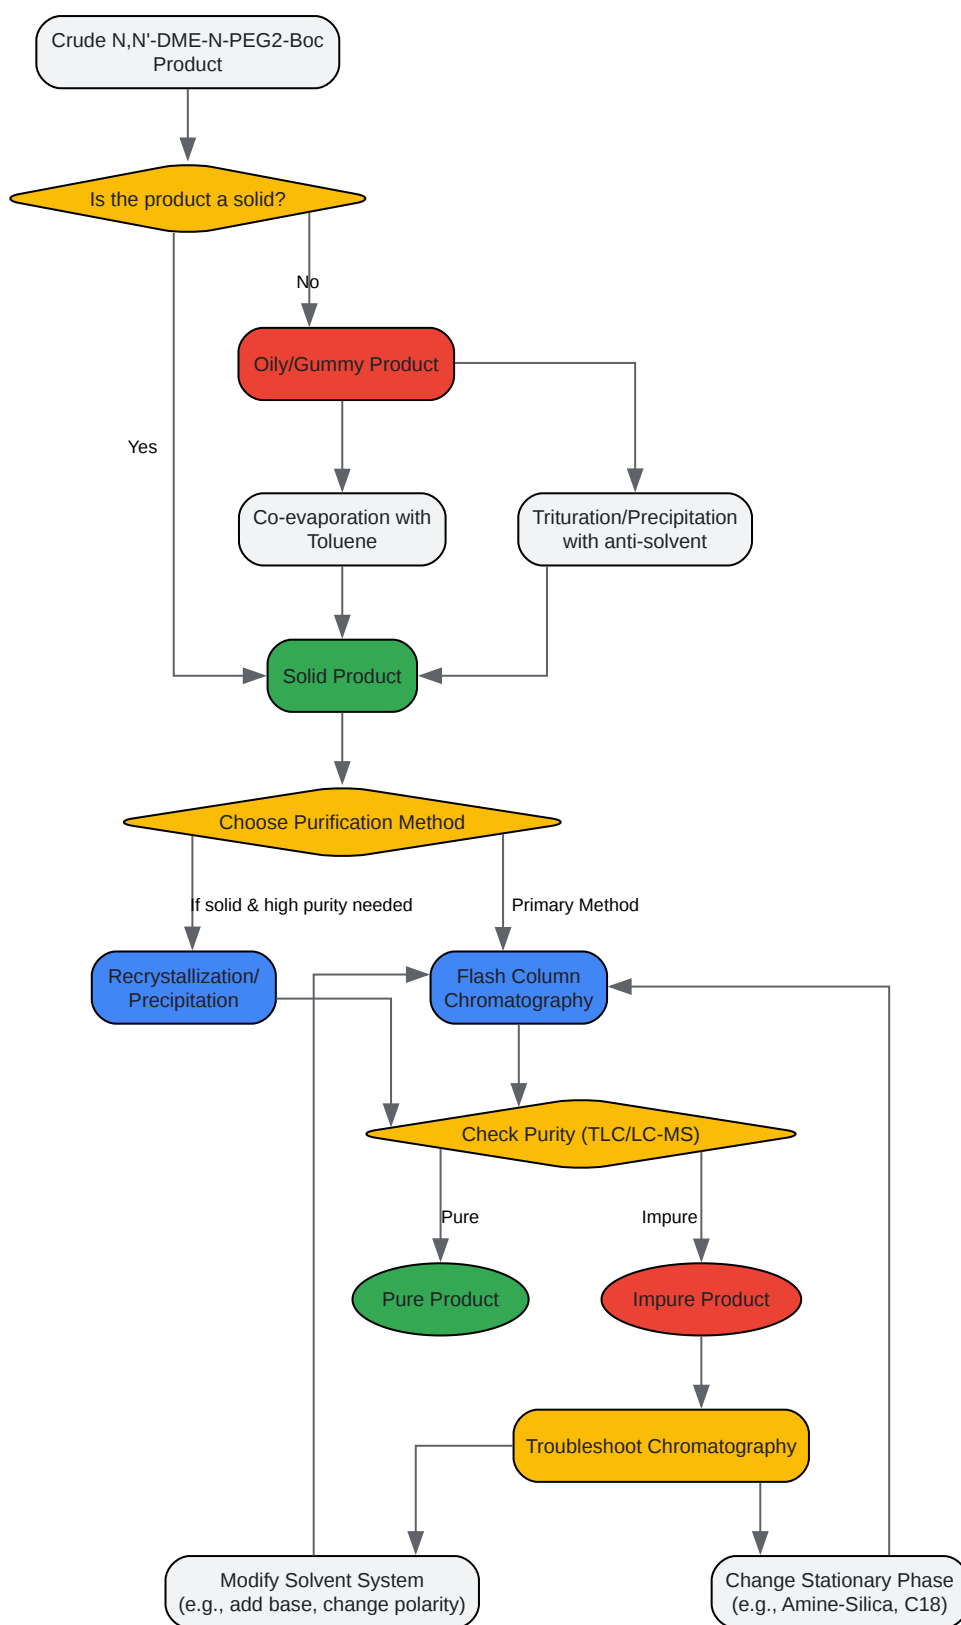 Crude N,N'-DME-N-PEG2-Boc
Product
Is the product a solid?
No
Oily/Gummy Product
Yes
Co-evaporation with
Toluene
Trituration/Precipitation
with anti-solvent
Solid Product
Choose Purification Method
If solid & high purity needed
Primary Method
Recrystallization/
Precipitation
Flash Column
Chromatography
Check Purity (TLC/LC-MS)
Pure
Impure
Pure Product
Impure Product
Troubleshoot Chromatography
Modify Solvent System
(e.g., add base, change polarity)
Change Stationary Phase
(e.g., Amine-Silica, C18)